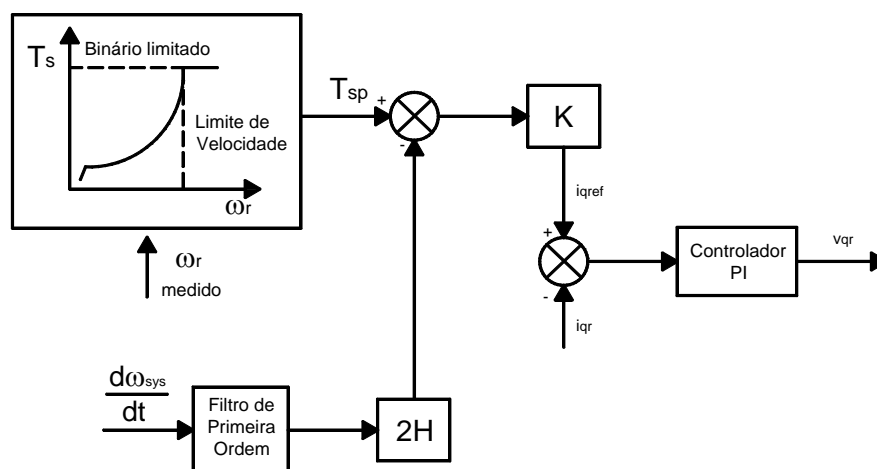 Ts
Binário limitado
Limite de
Velocidade
ωr
ωr
medido
Tsp
+
-
K
iqref
+
-
iqr
Controlador
PI
vqr
dωsys
dt
Filtro de
Primeira
Ordem
2H